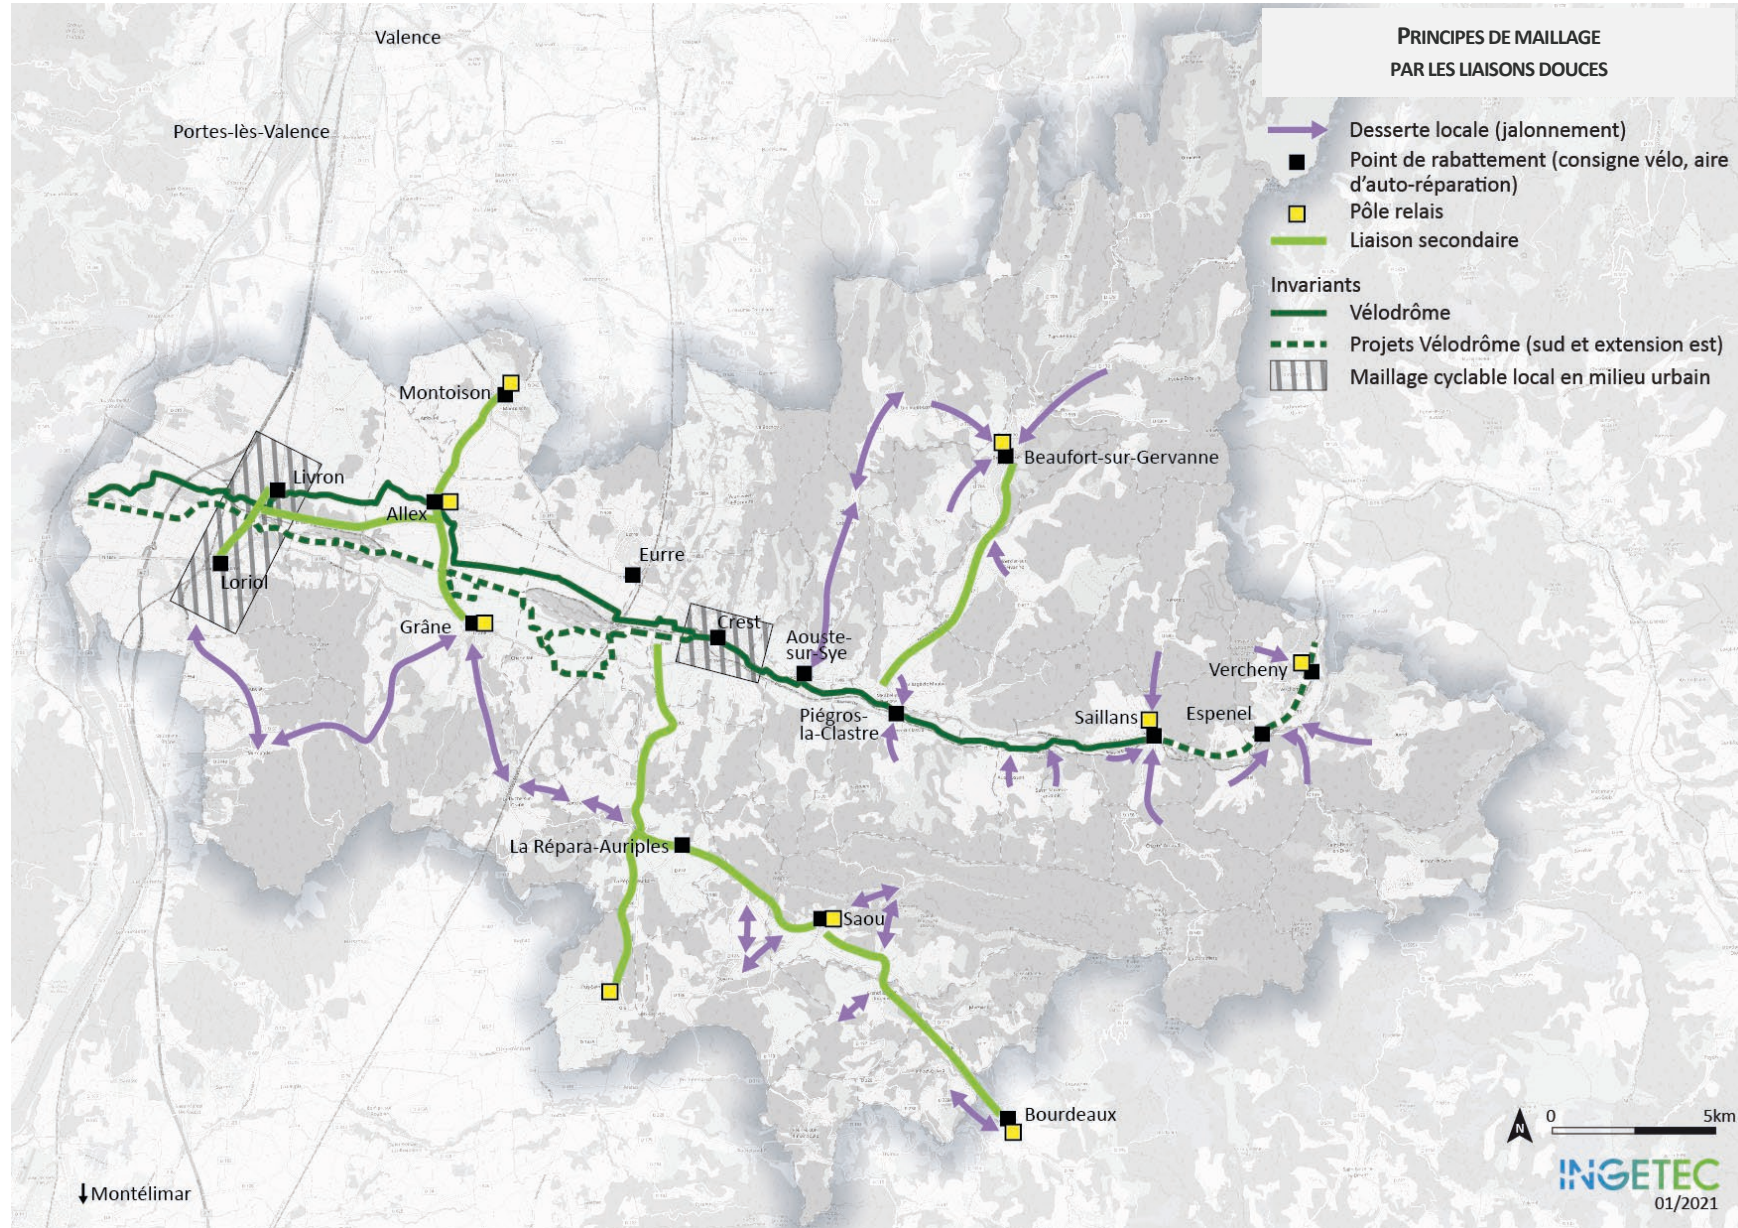 PRINCIPES DE MAILLAGE
PAR LES LIAISONS DOUCES
Desserte locale (jalonnement)
Point de rabattement (consigne vélo, aire
d'auto-réparation)
Pôle relais
Liaison secondaire
Invariants
Vélodrôme
Projets Vélodrôme (sud et extension est)
Maillage cyclable local en milieu urbain
Valence
Portes-lès-Valence
Montoison
Livron
Allex
Loriol
Eurre
Grâne
Crest
Aouste-
sur-Sye
Beaufort-sur-Gervanne
Piégros-
la-Clastre
Vercheny
Saillans
Espenel
La Répara-Auriples
Saou
Bourdeaux
Montélimar
N
0 5km
INGETEC
01/2021